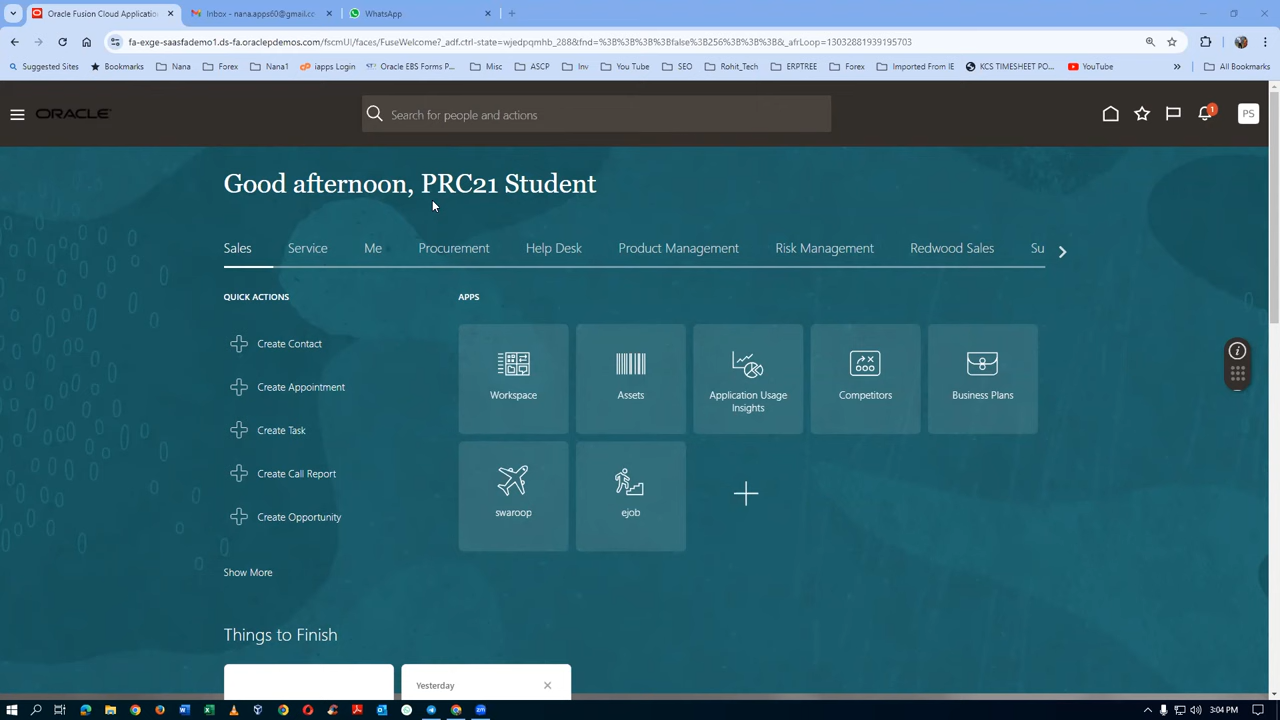 Oracle Fusion Cloud Application
Inbox - nana.apps60@gmail.co
WhatsApp
fa-exge-saasfademo1.ds-fa.oraclepdemos.com/fscmUI/faces/FuseWelcome?_adf.ctrl-state=wjedpqmhb_288&fnd=%3B%3B%3B%3Bfalse%3B256%3B%3B%3B&_afrLoop=13032881939195703
Suggested Sites
Bookmarks
Nana
Forex
Nana1
iapps Login
Oracle EBS Forms P...
Misc
ASCP
Inv
You Tube
SEO
Rohit_Tech
ERPTREE
Forex
Imported From IE
KCS TIMESHEET PO...
YouTube
»
All Bookmarks
ORACLE
Search for people and actions
1
PS
Good afternoon, PRC21 Student
Sales
Service
Me
Procurement
Help Desk
Product Management
Risk Management
Redwood Sales
Su
QUICK ACTIONS
APPS
Create Contact
Create Appointment
Create Task
Create Call Report
Create Opportunity
Show More
Workspace
Assets
Application Usage
Insights
Competitors
Business Plans
swaroop
ejob
Things to Finish
Yesterday
3:04 PM